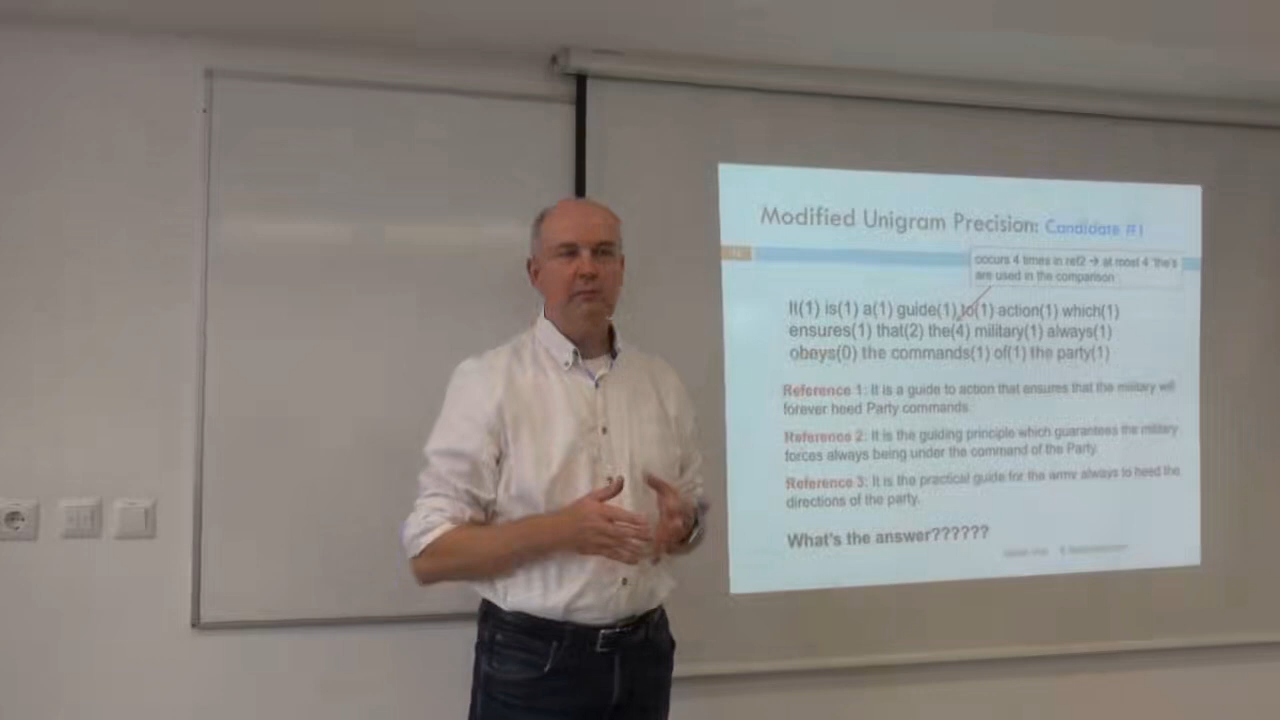 Modified Unigram Precision: Candidate #1
occurs 4 times in ref2 → at most 4 'the's
are used in the comparison
It(1) is(1) a(1) guide(1) to(1) action(1) which(1)
ensures(1) that(2) the(4) military(1) always(1)
obeys(0) the commands(1) of(1) the party(1)
Reference 1: It is a guide to action that ensures that the military will
forever heed Party commands
Reference 2: It is the guiding principle which guarantees the military
forces always being under the command of the Party
Reference 3: It is the practical guide for the army always to heed the
directions of the party.
What's the answer??????